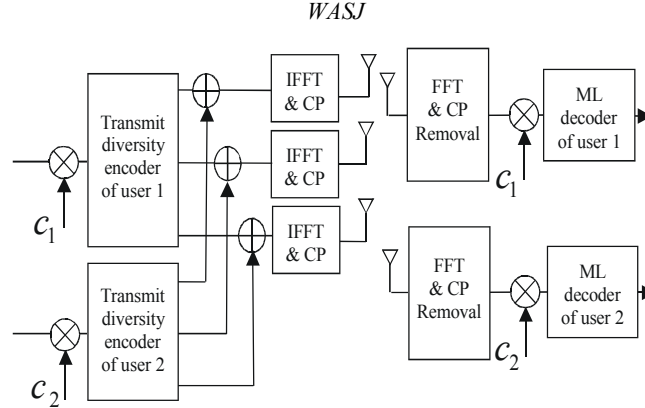 WASJ
Transmit
diversity
encoder
of user 1
c1
IFFT
& CP
IFFT
& CP
IFFT
& CP
FFT
& CP
Removal
c1
ML
decoder
of user 1
Transmit
diversity
encoder
of user 2
c2
FFT
& CP
Removal
c2
ML
decoder
of user 2